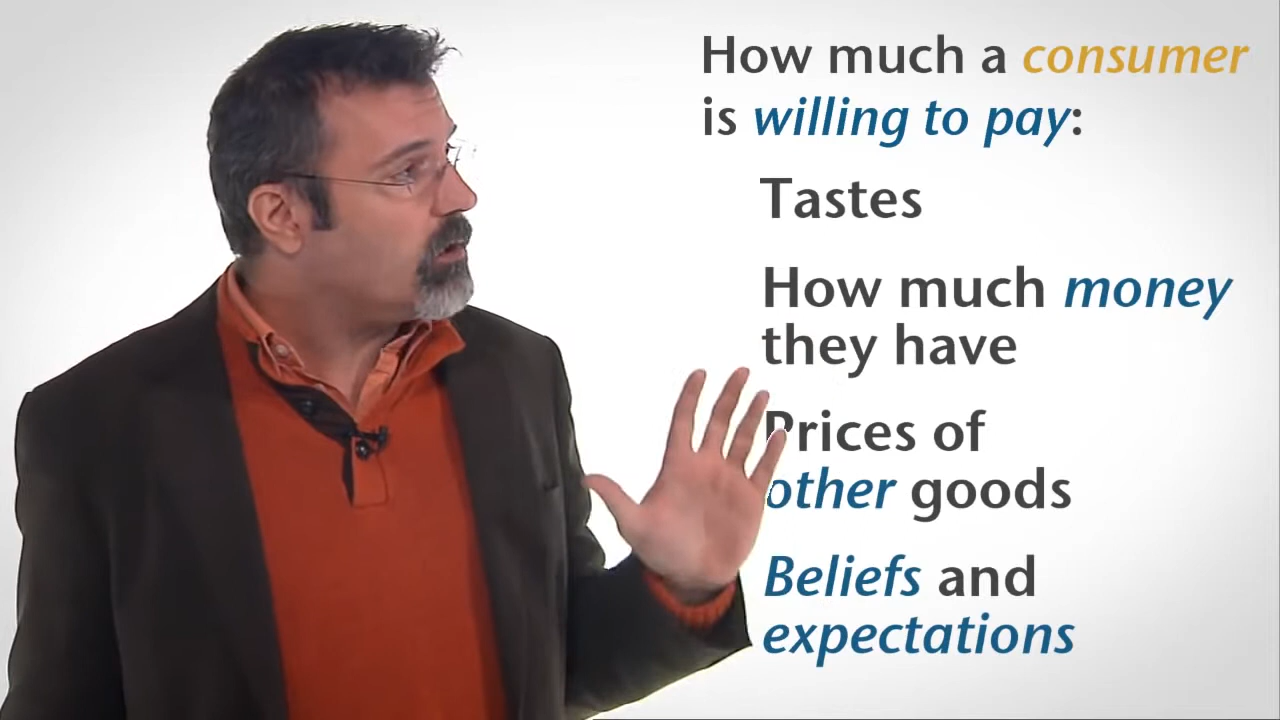 How much a consumer
is willing to pay:
Tastes
How much money
they have
Prices of
other goods
Beliefs and
expectations